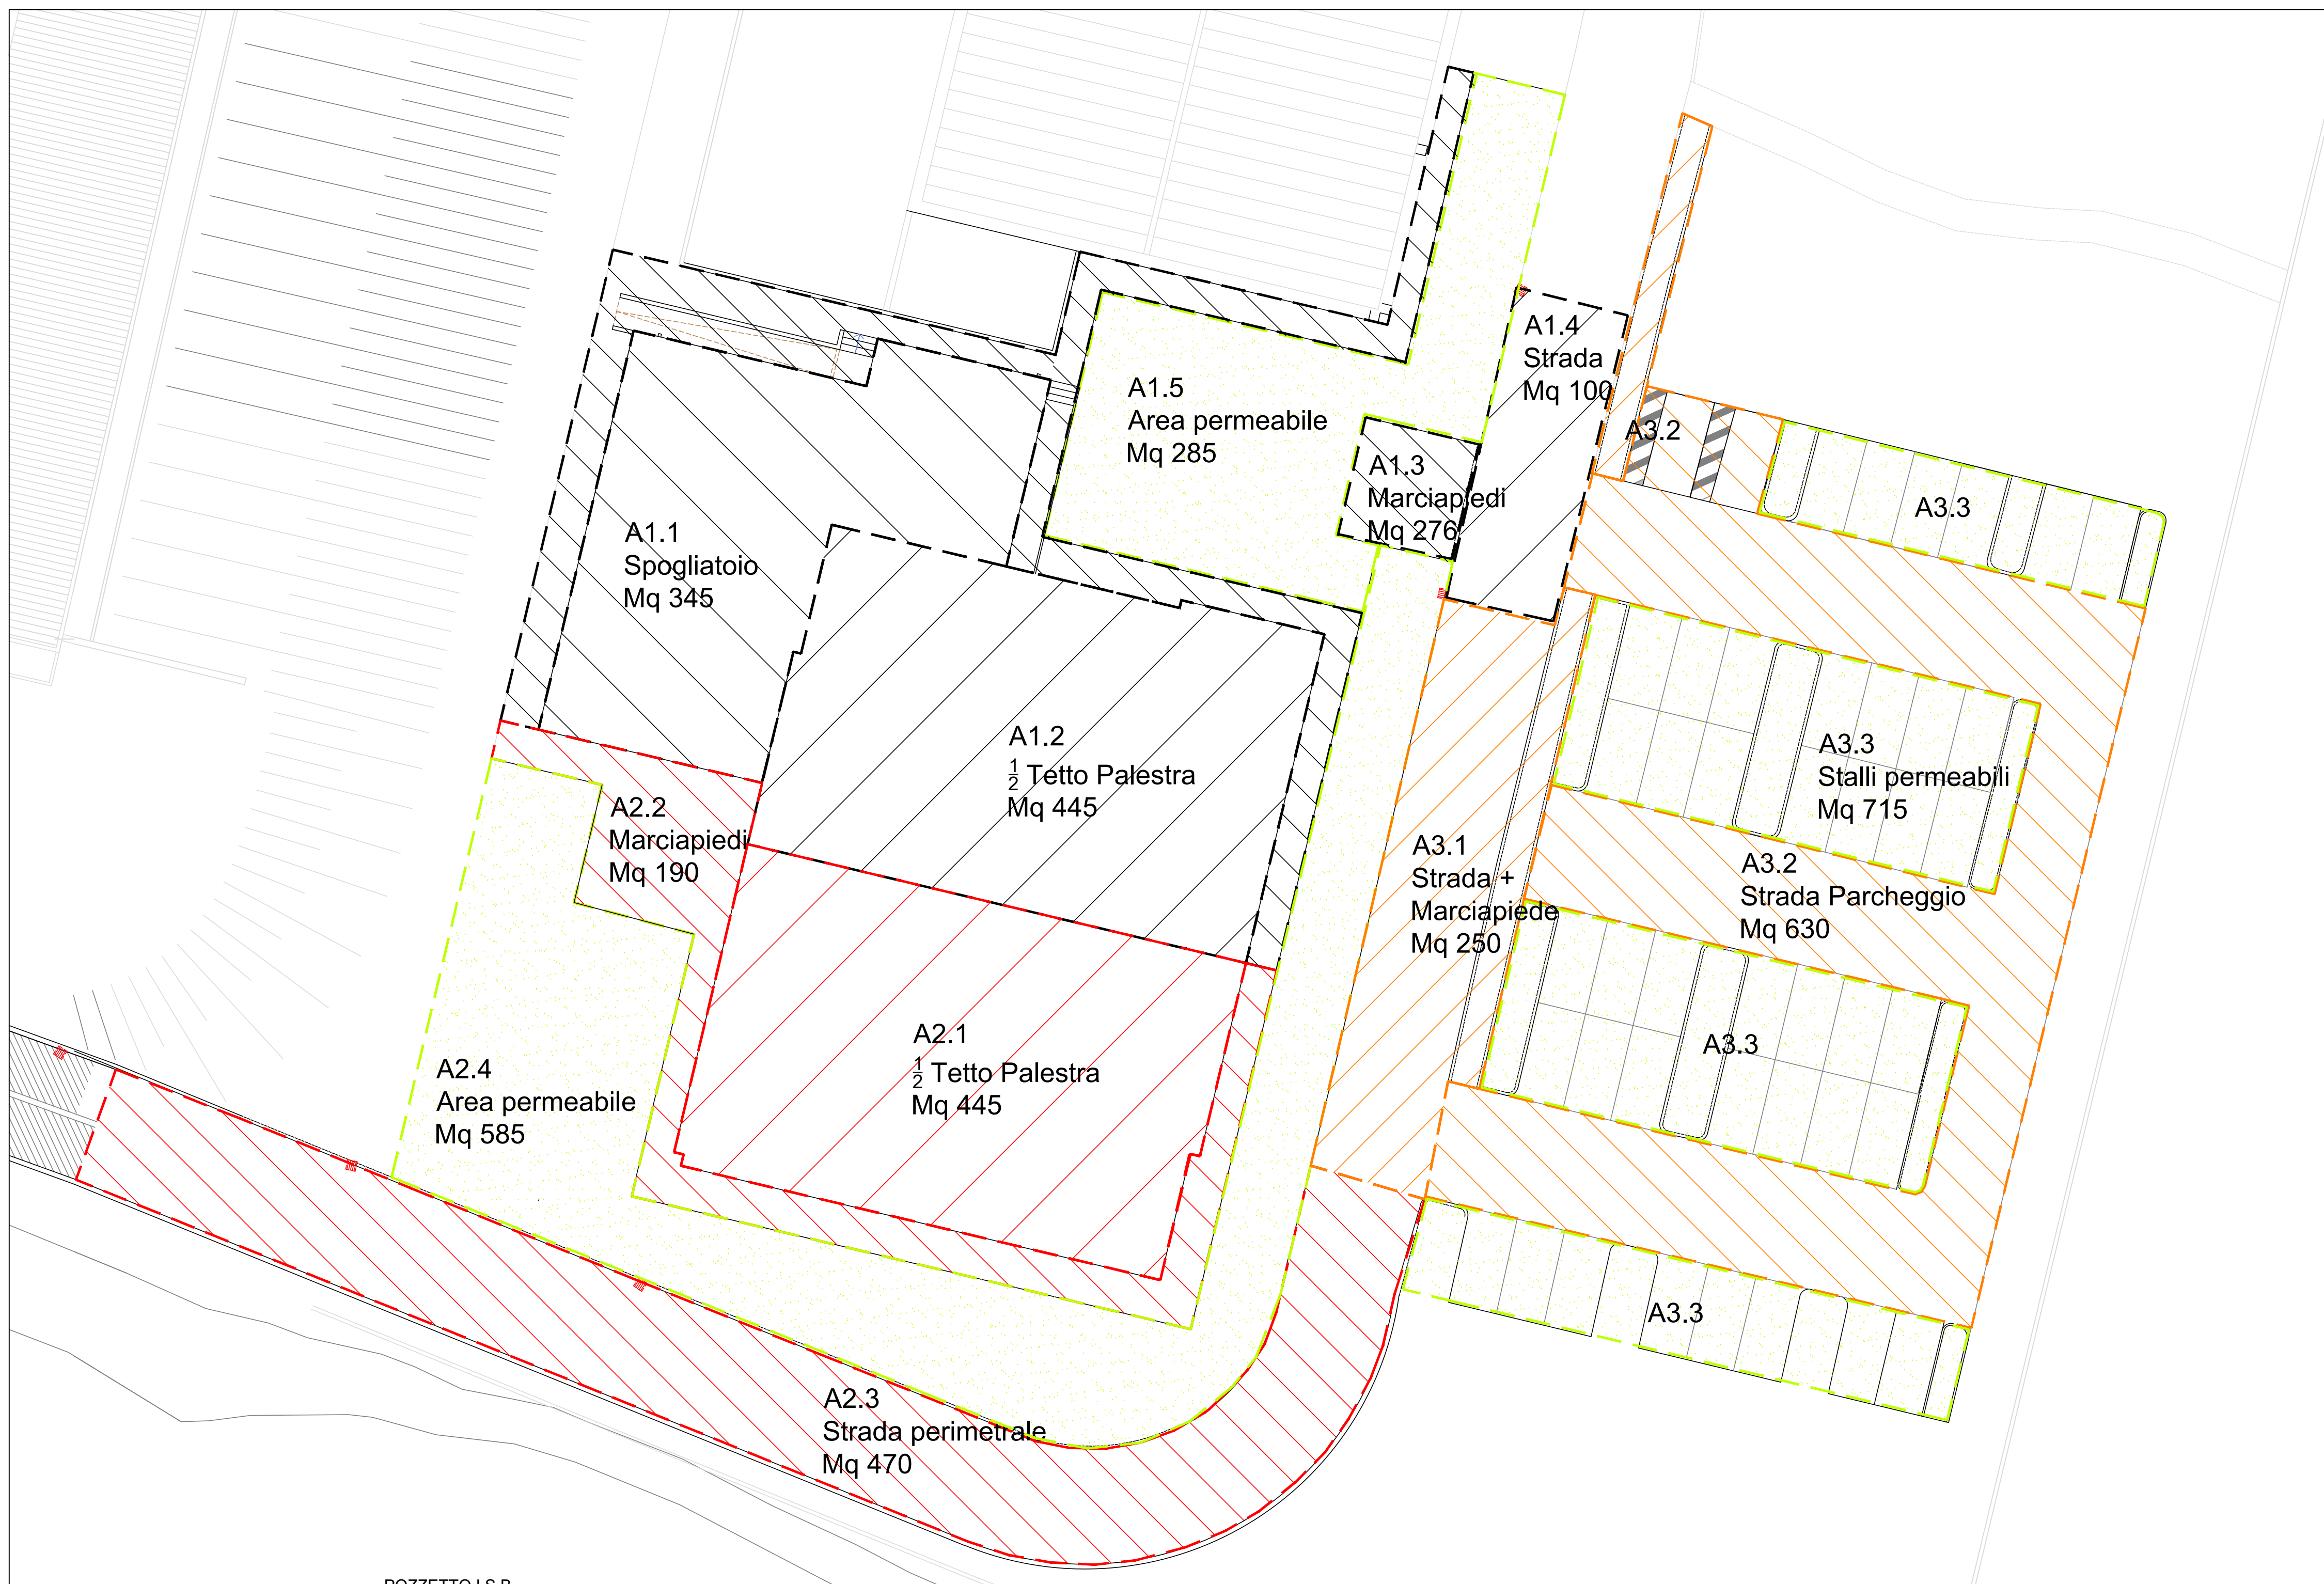 A1.4
Strada
Mq 100
A1.5
Area permeabile
Mq 285
A3.2
A1.3
Marciapiedi
Mq 276
A3.3
A1.1
Spogliatoio
Mq 345
A1.2
1/2 Tetto Palestra
Mq 445
A3.3
Stalli permeabili
Mq 715
A2.2
Marciapiedi
Mq 190
A3.1
Strada +
Marciapiede
Mq 250
A3.2
Strada Parcheggio
Mq 630
A2.1
1/2 Tetto Palestra
Mq 445
A3.3
A2.4
Area permeabile
Mq 585
A3.3
A2.3
Strada perimetrale
Mq 470